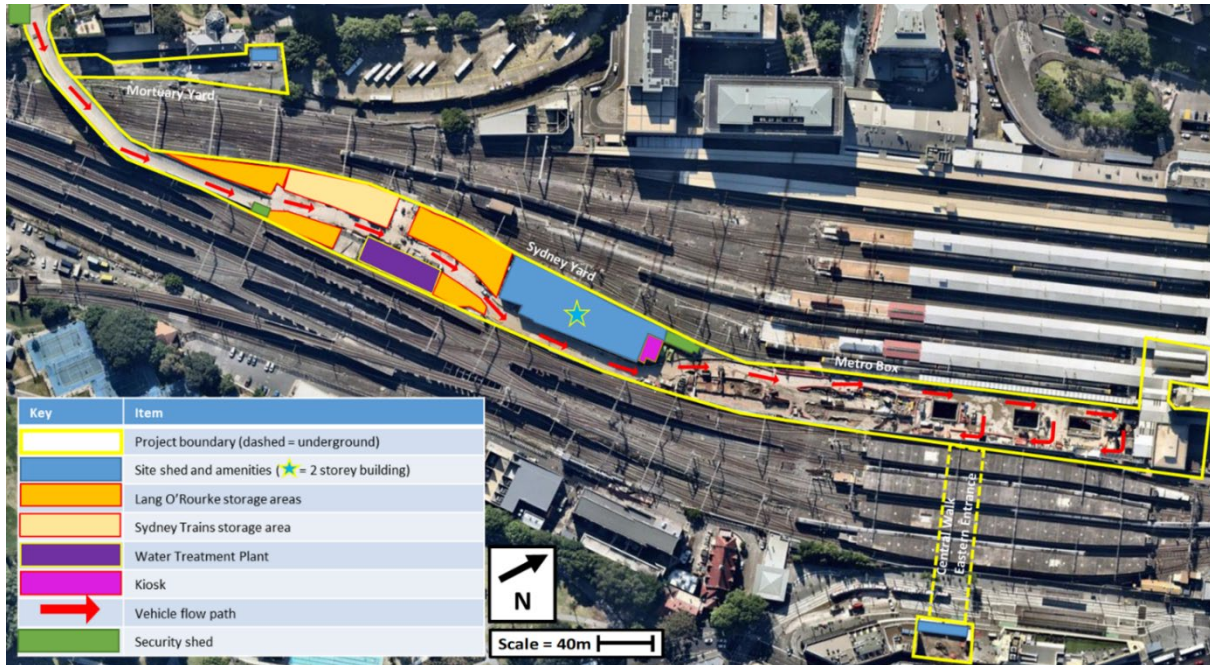 Mortuary Yard
Sydney Yard
Metro Box
Central Walk
Eastern Entrance
Key Item
Project boundary (dashed = underground)
Site shed and amenities ( = 2 storey building)
Lang O'Rourke storage areas
Sydney Trains storage area
Water Treatment Plant
Kiosk
Vehicle flow path
Security shed
N
Scale = 40m